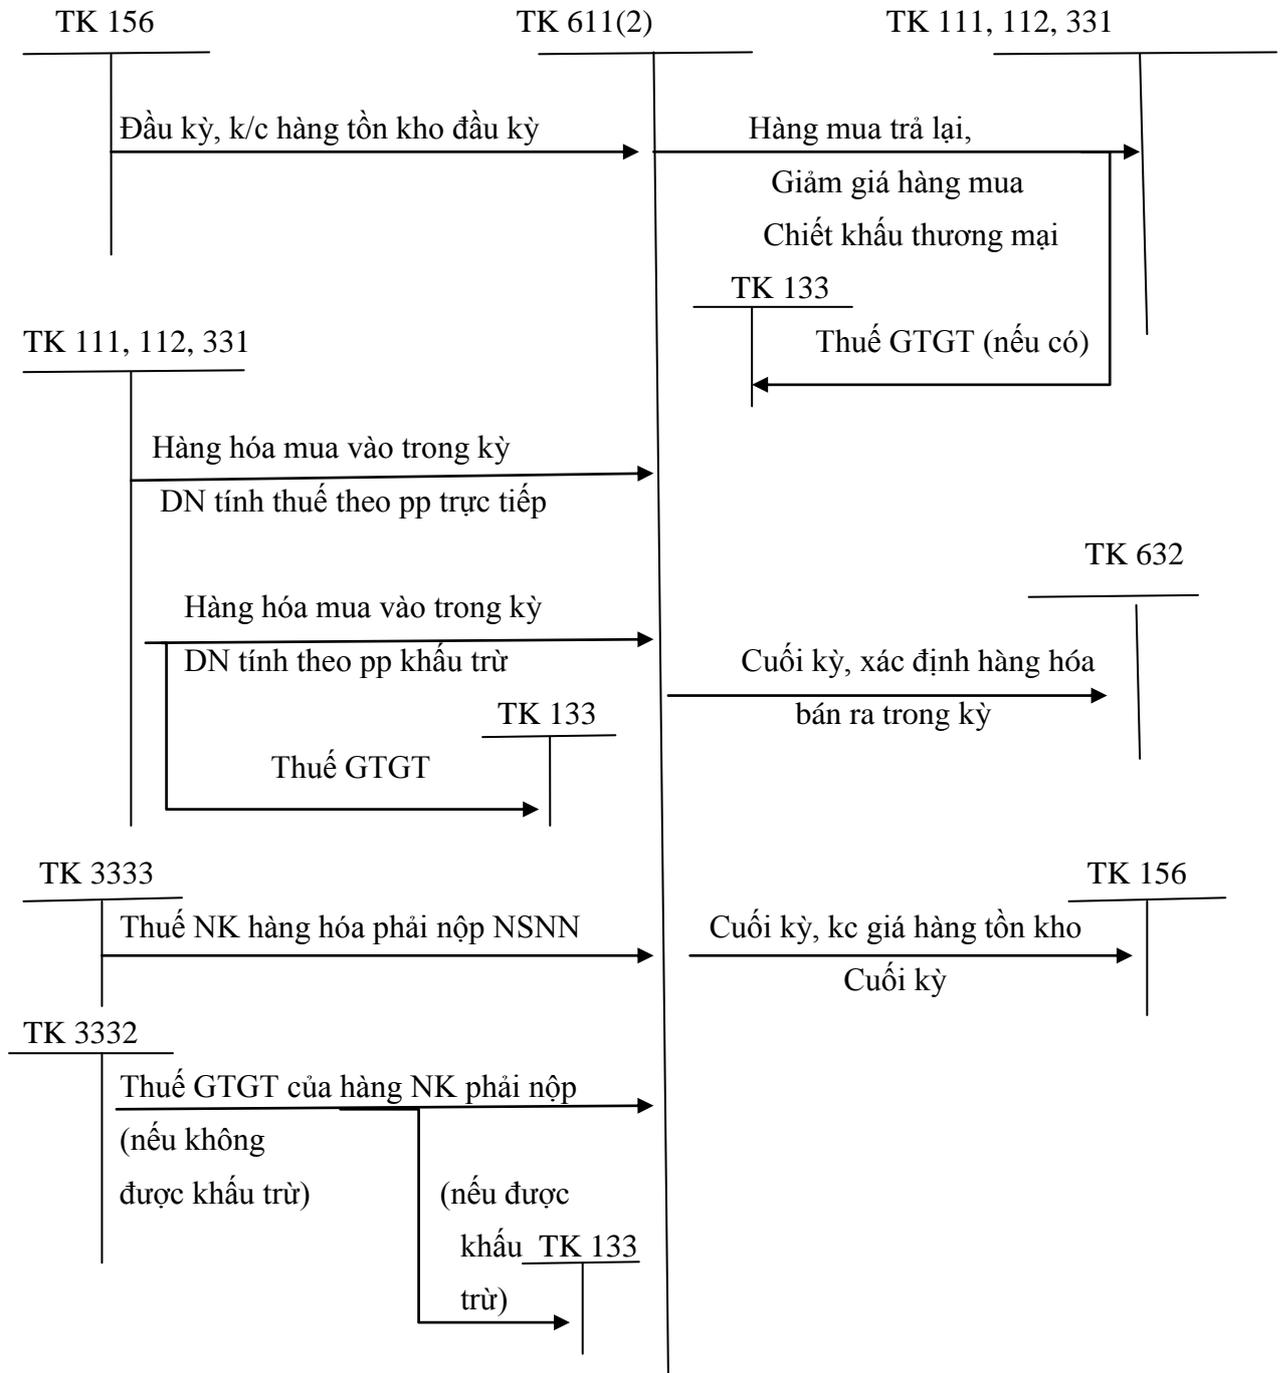 TK 156
TK 611(2)
TK 111, 112, 331
Đầu kỳ, k/c hàng tồn kho đầu kỳ
Hàng mua trả lại,
Giảm giá hàng mua
Chiết khấu thương mại
TK 133
Thuế GTGT (nếu có)
TK 111, 112, 331
Hàng hóa mua vào trong kỳ
DN tính thuế theo pp trực tiếp
Hàng hóa mua vào trong kỳ
DN tính theo pp khấu trừ
TK 133
Thuế GTGT
TK 632
Cuối kỳ, xác định hàng hóa
bán ra trong kỳ
TK 3333
Thuế NK hàng hóa phải nộp NSNN
TK 156
Cuối kỳ, kc giá hàng tồn kho
Cuối kỳ
TK 3332
Thuế GTGT của hàng NK phải nộp
(nếu không
được khấu trừ)
(nếu được
khấu
trừ)
TK 133